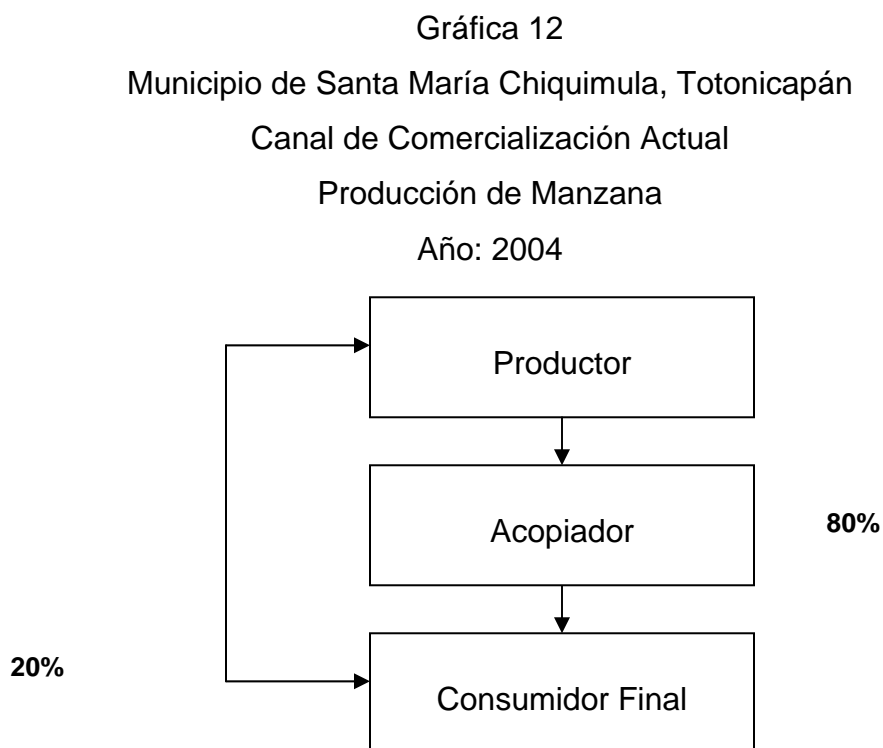 Gráfica 12
Municipio de Santa María Chiquimula, Totonicapán
Canal de Comercialización Actual
Producción de Manzana
Año: 2004
Productor
Acopiador
80%
20%
Consumidor Final